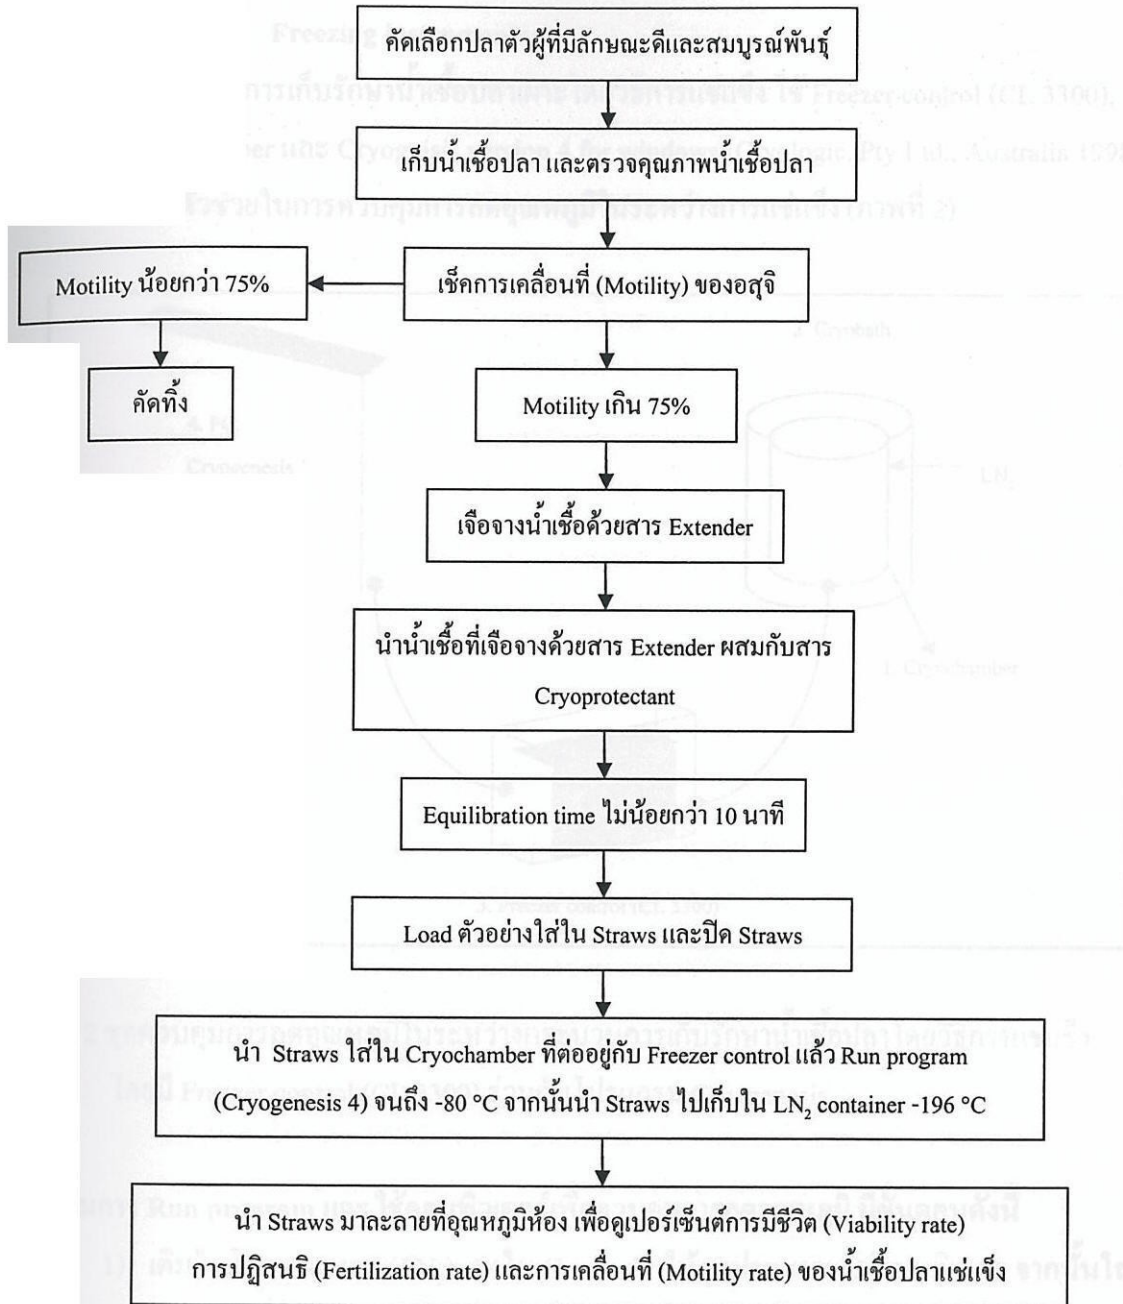 คัดเลือกปลาตัวผู้ที่มีลักษณะดีและสมบูรณ์พันธุ์
เก็บน้ำเชื้อปลา และตรวจคุณภาพน้ำเชื้อปลา
Motility น้อยกว่า 75%
เช็คการเคลื่อนที่ (Motility) ของอสุจิ
คัดทิ้ง
Motility เกิน 75%
เจือจางน้ำเชื้อด้วยสาร Extender
นำน้ำเชื้อที่เจือจางด้วยสาร Extender ผสมกับสาร
Cryoprotectant
Equilibration time ไม่น้อยกว่า 10 นาที
Load ตัวอย่างใส่ใน Straws และปิด Straws
นำ Straws ใส่ใน Cryochamber ที่ต่ออยู่กับ Freezer control แล้ว Run program
(Cryogenesis 4) จนถึง -80 °C จากนั้นนำ Straws ไปเก็บใน LN₂ container -196 °C
นำ Straws มาละลายที่อุณหภูมิห้อง เพื่อดูเปอร์เซ็นต์การมีชีวิต (Viability rate)
การปฏิสนธิ (Fertilization rate) และการเคลื่อนที่ (Motility rate) ของน้ำเชื้อปลาแช่แข็ง